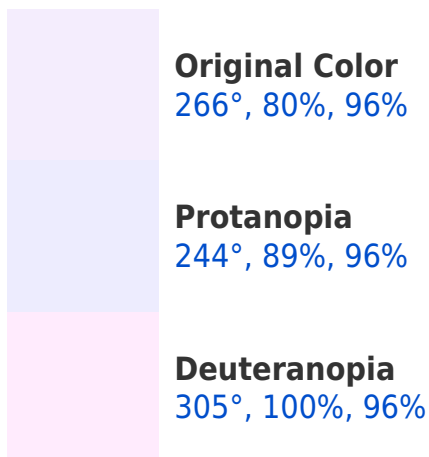 Original Color
266°, 80%, 96%
Protanopia
244°, 89%, 96%
Deuteranopia
305°, 100%, 96%